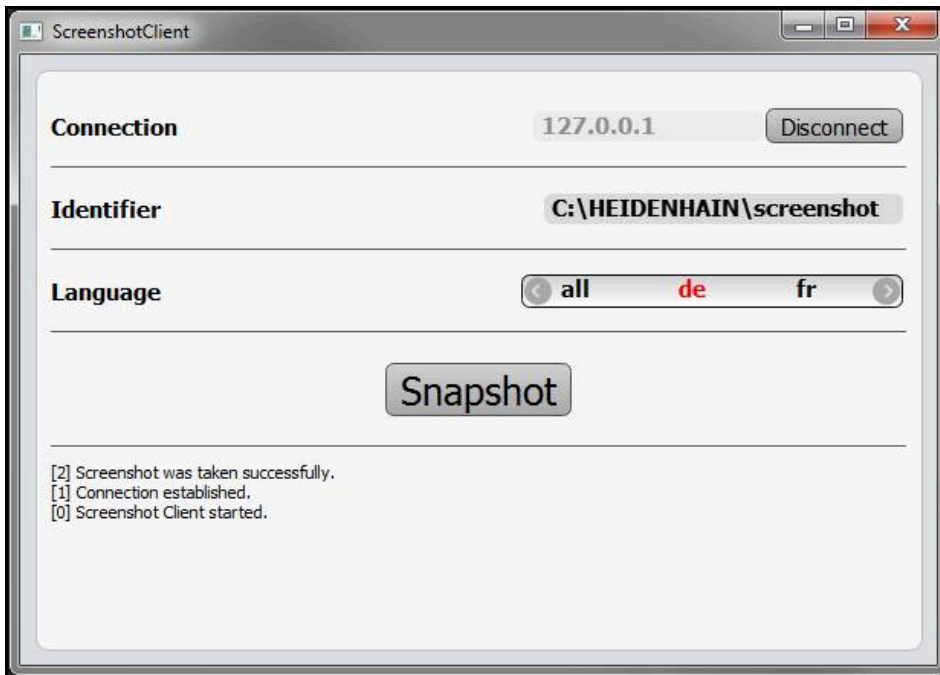 ScreenshotClient
Connection 127.0.0.1 Disconnect
Identifier C:\HEIDENHAIN\screenshot
Language all de fr
Snapshot
[2] Screenshot was taken successfully.
[1] Connection established.
[0] Screenshot Client started.